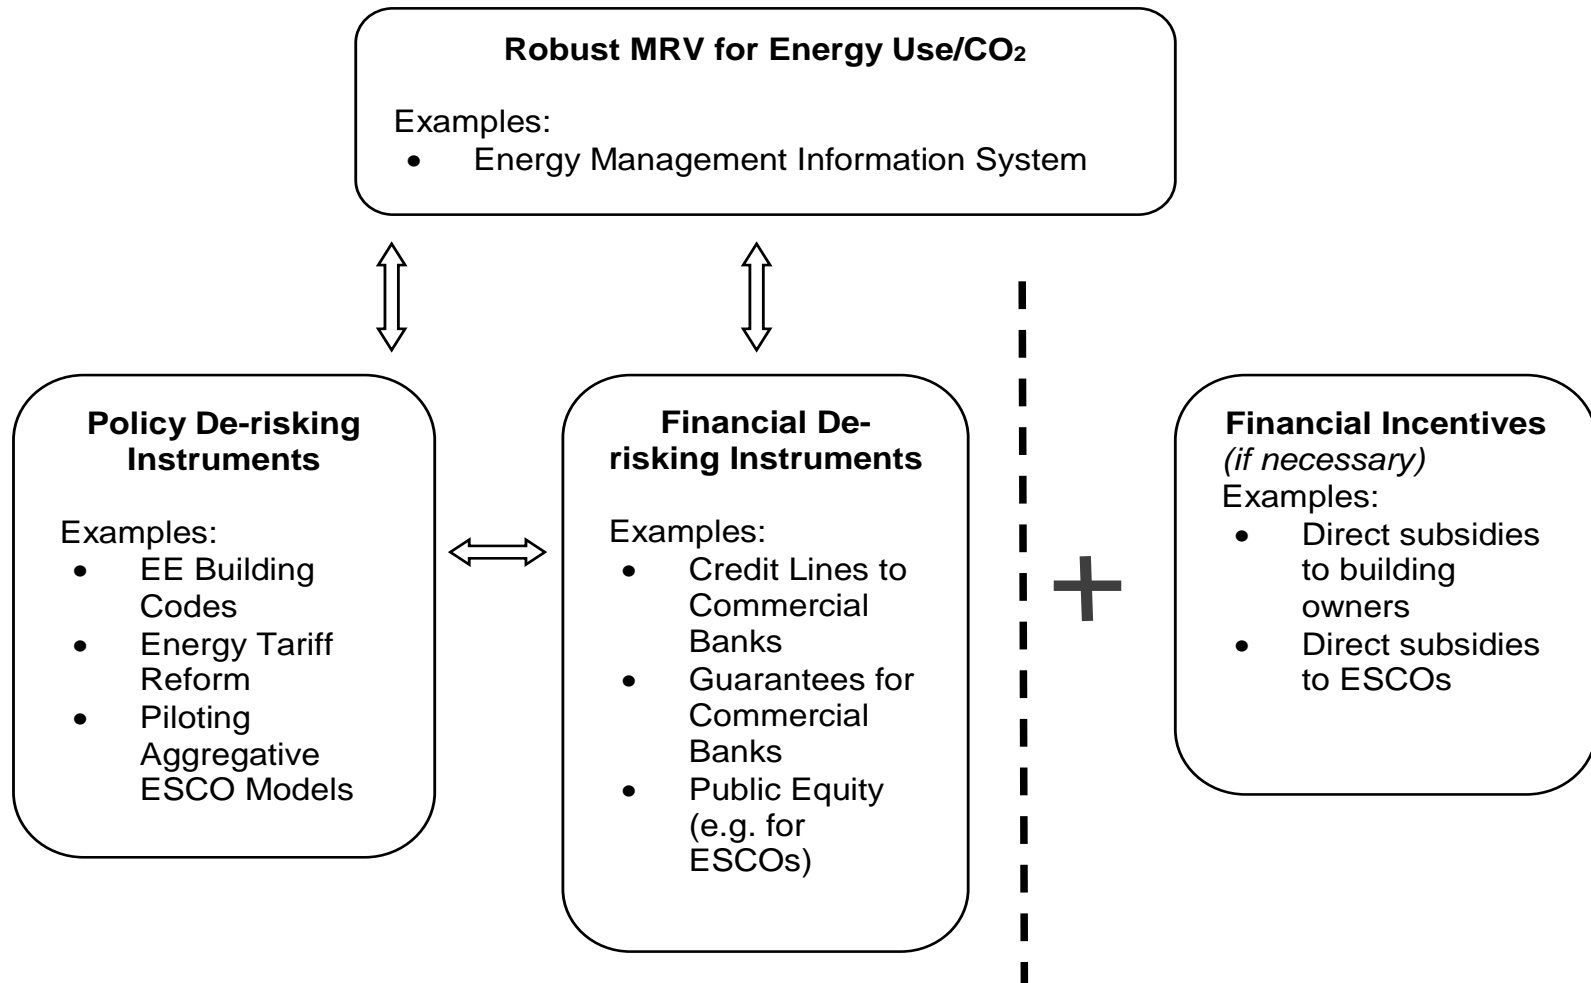 Robust MRV for Energy Use/CO₂
Examples:
• Energy Management Information System
Policy De-risking
Instruments
Examples:
• EE Building
Codes
• Energy Tariff
Reform
• Piloting
Aggregative
ESCO Models
Financial De-
risking Instruments
Examples:
• Credit Lines to
Commercial
Banks
• Guarantees for
Commercial
Banks
• Public Equity
(e.g. for
ESCOs)
+
Financial Incentives
(if necessary)
Examples:
• Direct subsidies
to building
owners
• Direct subsidies
to ESCOs